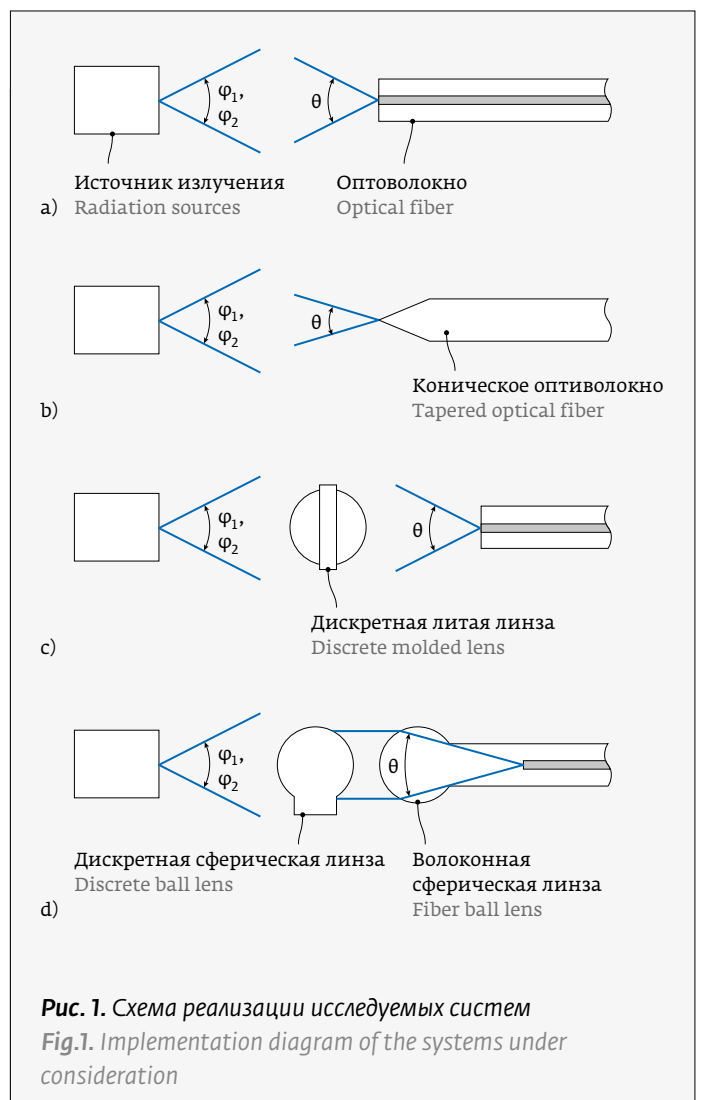 φ₁,
φ₂
θ
Источник излучения
Radiation sources
Оптоволокно
Optical fiber
a)
φ₁,
φ₂
θ
Коническое оптиволокно
Tapered optical fiber
b)
φ₁,
φ₂
θ
Дискретная литая линза
Discrete molded lens
c)
φ₁,
φ₂
θ
Дискретная сферическая линза
Discrete ball lens
Волоконная
сферическая линза
Fiber ball lens
d)
Рис. 1. Схема реализации исследуемых систем
Fig.1. Implementation diagram of the systems under
consideration